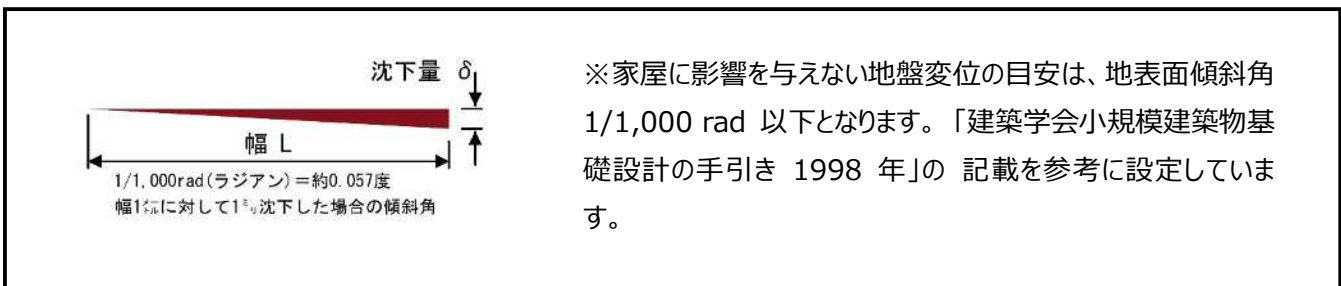 沈下量 δ
幅 L
1/1,000rad(ラジアン)=約0.057度
幅1㍍に対して1㍉沈下した場合の傾斜角
※家屋に影響を与えない地盤変位の目安は、地表面傾斜角
1/1,000 rad 以下となります。「建築学会小規模建築物基
礎設計の手引き 1998 年」の 記載を参考に設定していま
す。